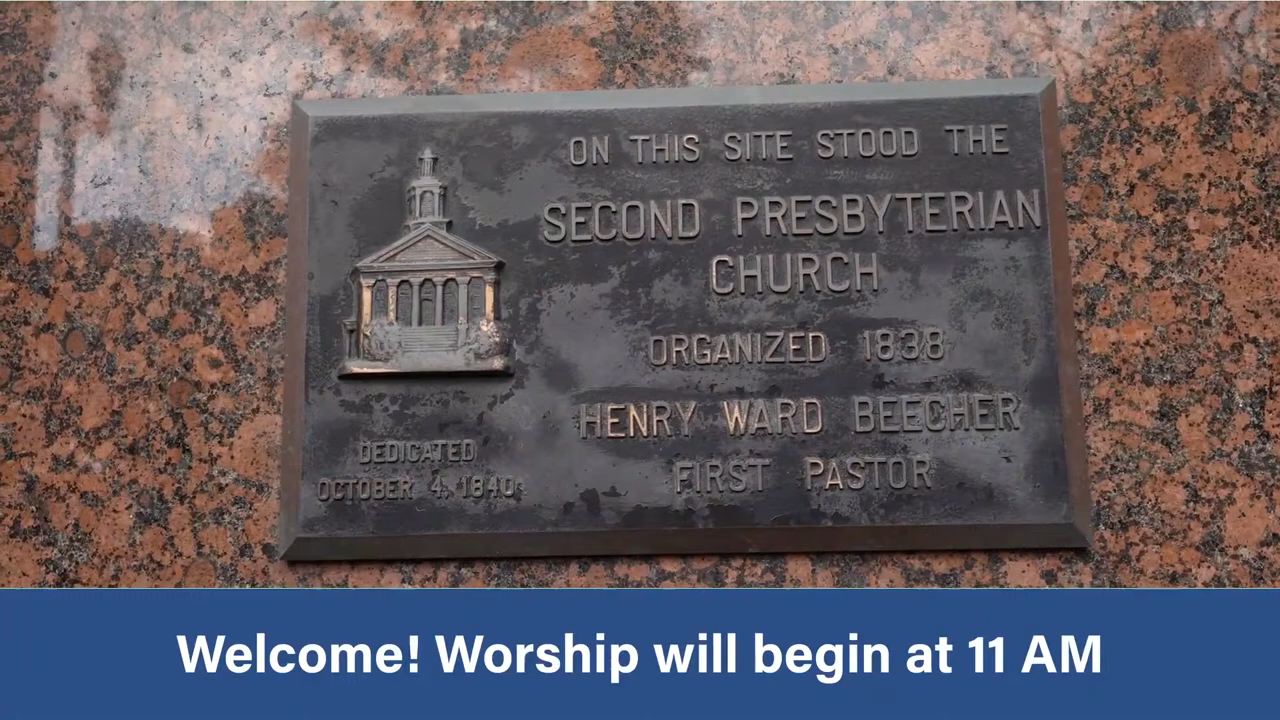 ON THIS SITE STOOD THE
SECOND PRESBYTERIAN
CHURCH
ORGANIZED 1838
HENRY WARD BEECHER
FIRST PASTOR
DEDICATED
OCTOBER 4, 1840
Welcome! Worship will begin at 11 AM